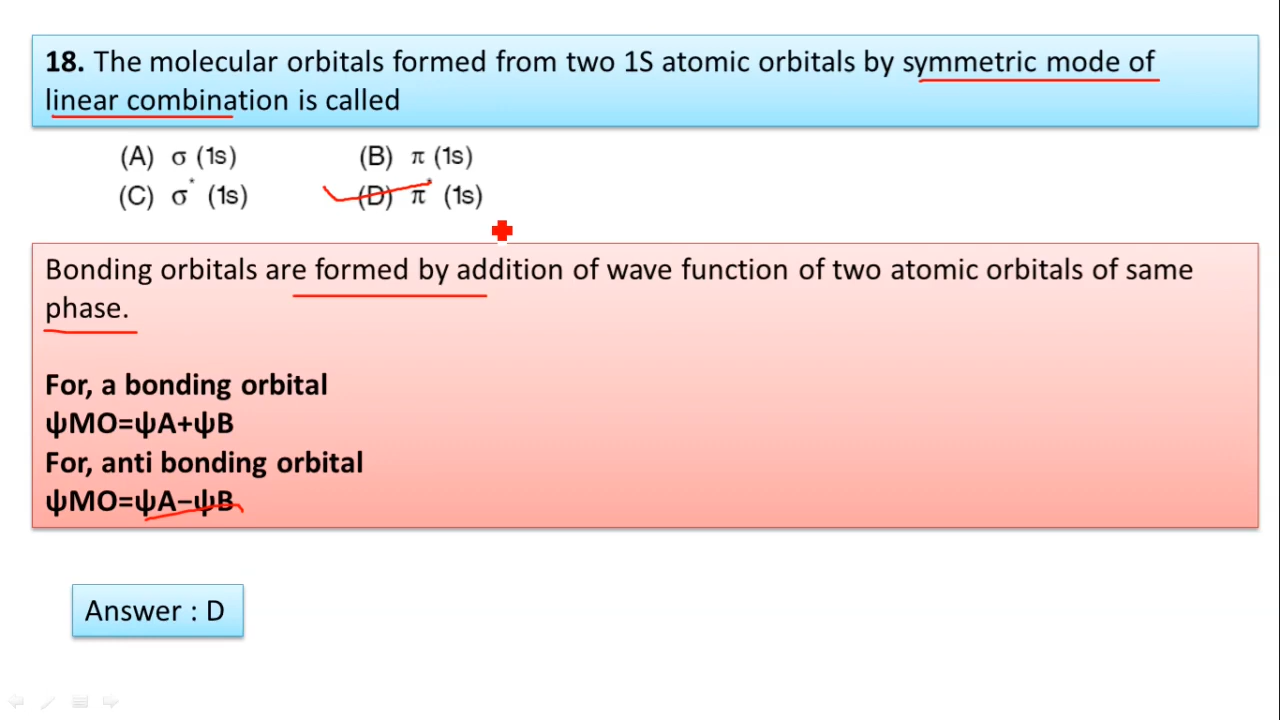 18. The molecular orbitals formed from two 1S atomic orbitals by symmetric mode of
linear combination is called
(A) σ (1s) (B) π (1s)
(C) σ* (1s) (D) π* (1s)
Bonding orbitals are formed by addition of wave function of two atomic orbitals of same
phase.
For, a bonding orbital
ψMO=ψA+ψB
For, anti bonding orbital
ψMO=ψA−ψB
Answer : D